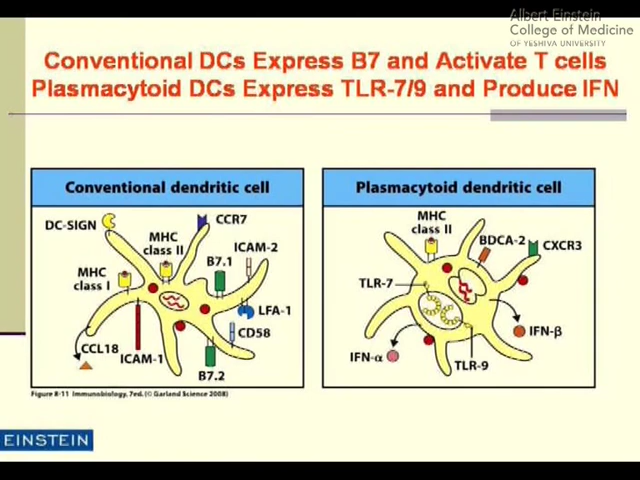 Albert Einstein
College of Medicine
OF YESHIVA UNIVERSITY
Conventional DCs Express B7 and Activate T cells
Plasmacytoid DCs Express TLR-7/9 and Produce IFN
Conventional dendritic cell
DC-SIGN
CCR7
MHC
class II
ICAM-2
MHC
class I
B7.1
LFA-1
CD58
CCL18
ICAM-1
B7.2
Plasmacytoid dendritic cell
MHC
class II
BDCA-2
CXCR3
TLR-7
IFN-β
IFN-α
TLR-9
Figure 8-11 Immunobiology, 7ed. (© Garland Science 2008)
EINSTEIN